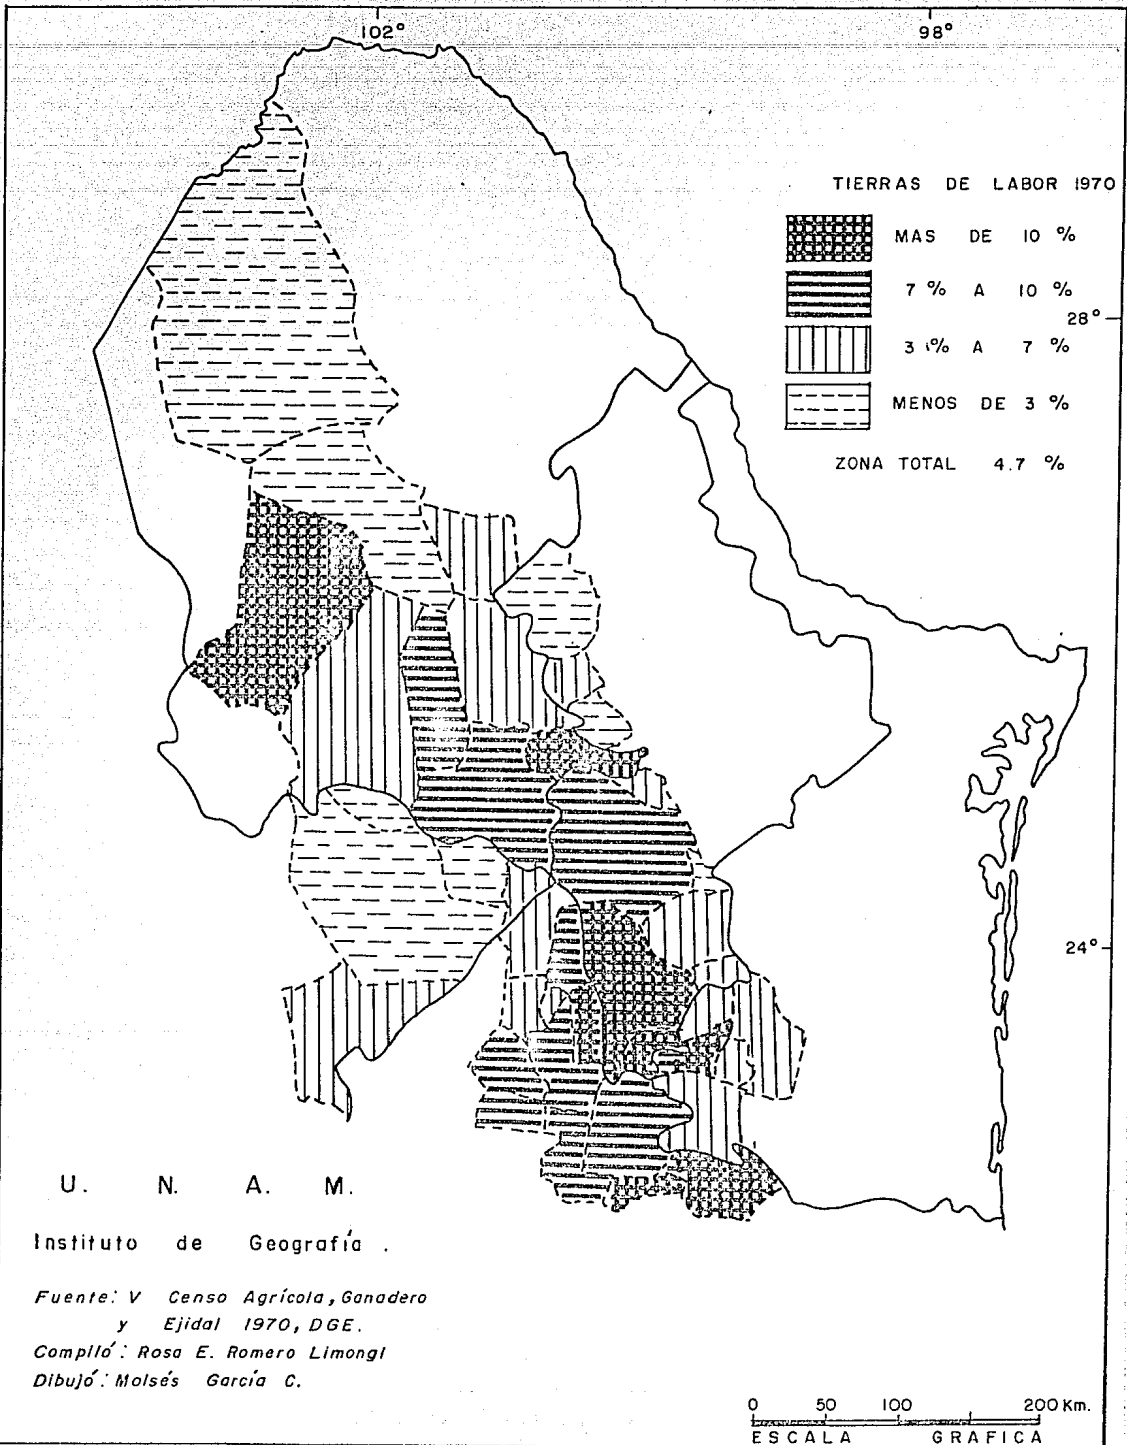 102° 98°
TIERRAS DE LABOR 1970
MAS DE 10 %
7 % A 10 %
28°
3 % A 7 %
MENOS DE 3 %
ZONA TOTAL 4.7 %
24°
U. N. A. M.
Instituto de Geografía .
Fuente: V Censo Agrícola, Ganadero
y Ejidal 1970, DGE.
Compiló: Rosa E. Romero Limongi
Dibujó: Moisés García C.
0 50 100 200 Km.
ESCALA GRAFICA